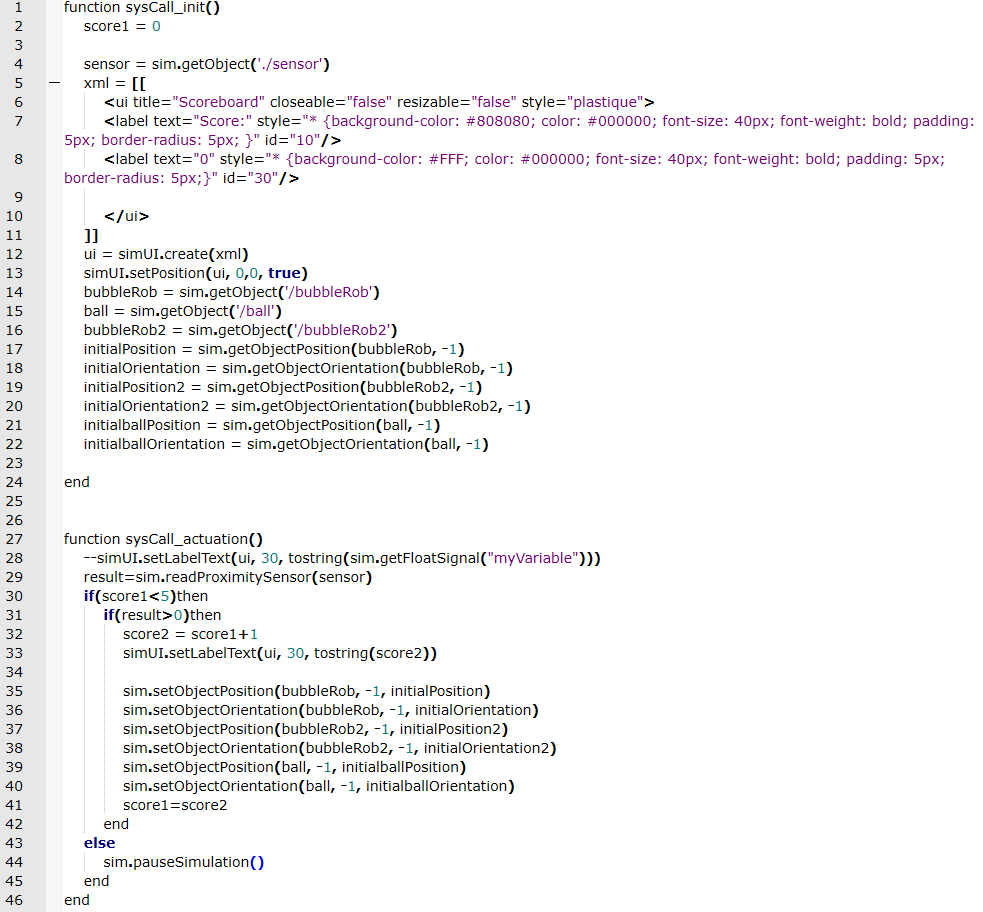 1 function sysCall_init()
2 score1 = 0
3
4 sensor = sim.getObject('./sensor')
5 xml = [[
6 <ui title="Scoreboard" closeable="false" resizable="false" style="plastique">
7 <label text="Score:" style="* {background-color: #808080; color: #000000; font-size: 40px; font-weight: bold; padding:
5px; border-radius: 5px; }" id="10"/>
8 <label text="0" style="* {background-color: #FFF; color: #000000; font-size: 40px; font-weight: bold; padding: 5px;
border-radius: 5px;}" id="30"/>
9
10 </ui>
11 ]]
12 ui = simUI.create(xml)
13 simUI.setPosition(ui, 0,0, true)
14 bubbleRob = sim.getObject('/bubbleRob')
15 ball = sim.getObject('/ball')
16 bubbleRob2 = sim.getObject('/bubbleRob2')
17 initialPosition = sim.getObjectPosition(bubbleRob, -1)
18 initialOrientation = sim.getObjectOrientation(bubbleRob, -1)
19 initialPosition2 = sim.getObjectPosition(bubbleRob2, -1)
20 initialOrientation2 = sim.getObjectOrientation(bubbleRob2, -1)
21 initialballPosition = sim.getObjectPosition(ball, -1)
22 initialballOrientation = sim.getObjectOrientation(ball, -1)
23
24 end
25
26
27 function sysCall_actuation()
28 --simUI.setLabelText(ui, 30, tostring(sim.getFloatSignal("myVariable")))
29 result=sim.readProximitySensor(sensor)
30 if(score1<5)then
31 if(result>0)then
32 score2 = score1+1
33 simUI.setLabelText(ui, 30, tostring(score2))
34
35 sim.setObjectPosition(bubbleRob, -1, initialPosition)
36 sim.setObjectOrientation(bubbleRob, -1, initialOrientation)
37 sim.setObjectPosition(bubbleRob2, -1, initialPosition2)
38 sim.setObjectOrientation(bubbleRob2, -1, initialOrientation2)
39 sim.setObjectPosition(ball, -1, initialballPosition)
40 sim.setObjectOrientation(ball, -1, initialballOrientation)
41 score1=score2
42 end
43 else
44 sim.pauseSimulation()
45 end
46 end